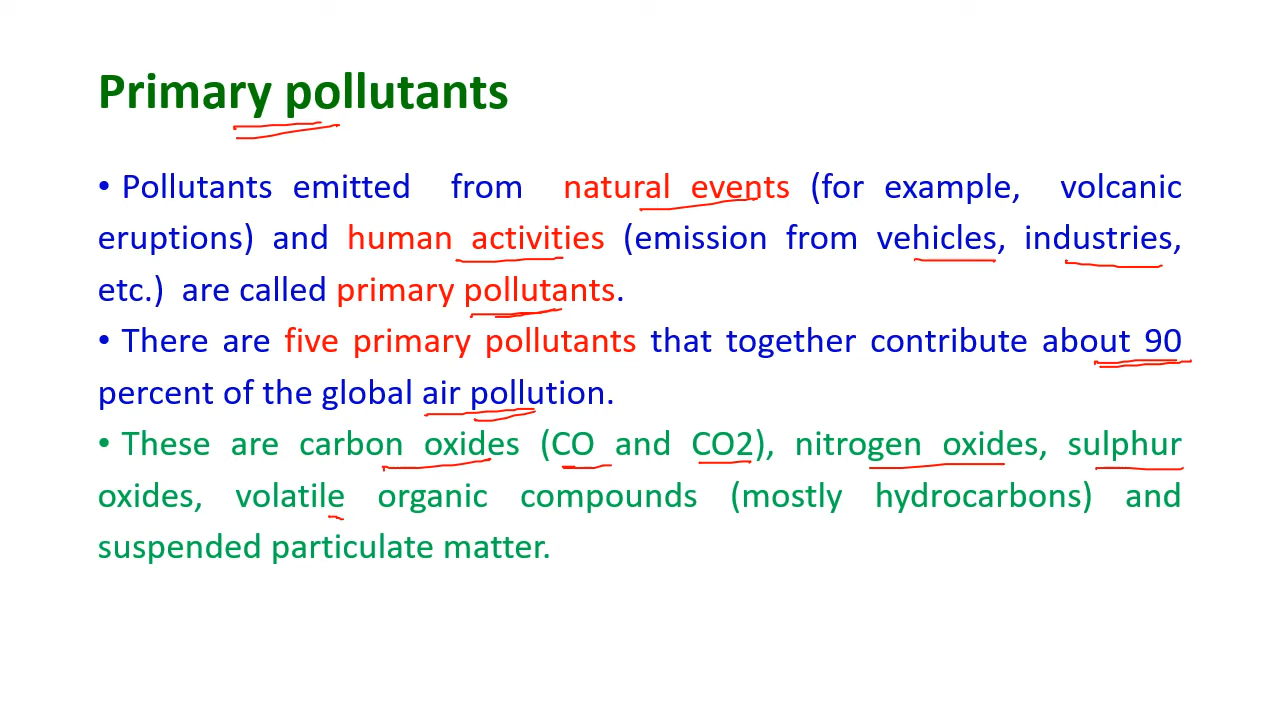 Primary pollutants
• Pollutants emitted from natural events (for example, volcanic
eruptions) and human activities (emission from vehicles, industries,
etc.) are called primary pollutants.
• There are five primary pollutants that together contribute about 90
percent of the global air pollution.
• These are carbon oxides (CO and CO2), nitrogen oxides, sulphur
oxides, volatile organic compounds (mostly hydrocarbons) and
suspended particulate matter.